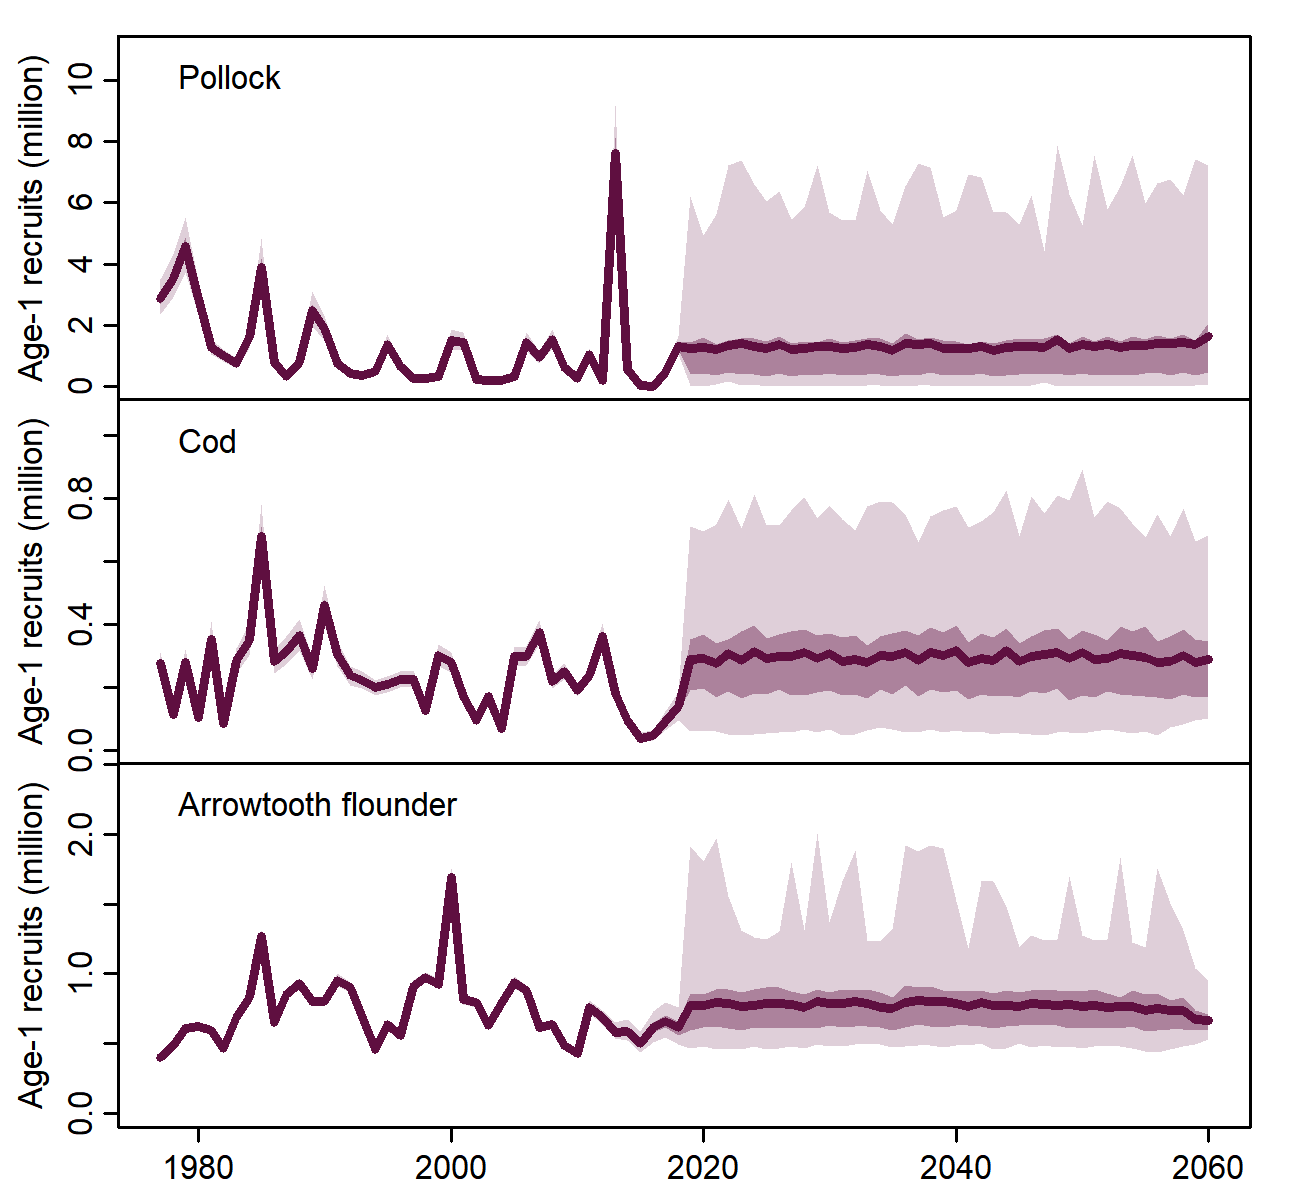 Pollock
Age-1 recruits (million)
10
8
6
4
2
0
Cod
Age-1 recruits (million)
0.8
0.4
0.0
Arrowtooth flounder
Age-1 recruits (million)
2.0
1.0
0.0
1980 2000 2020 2040 2060